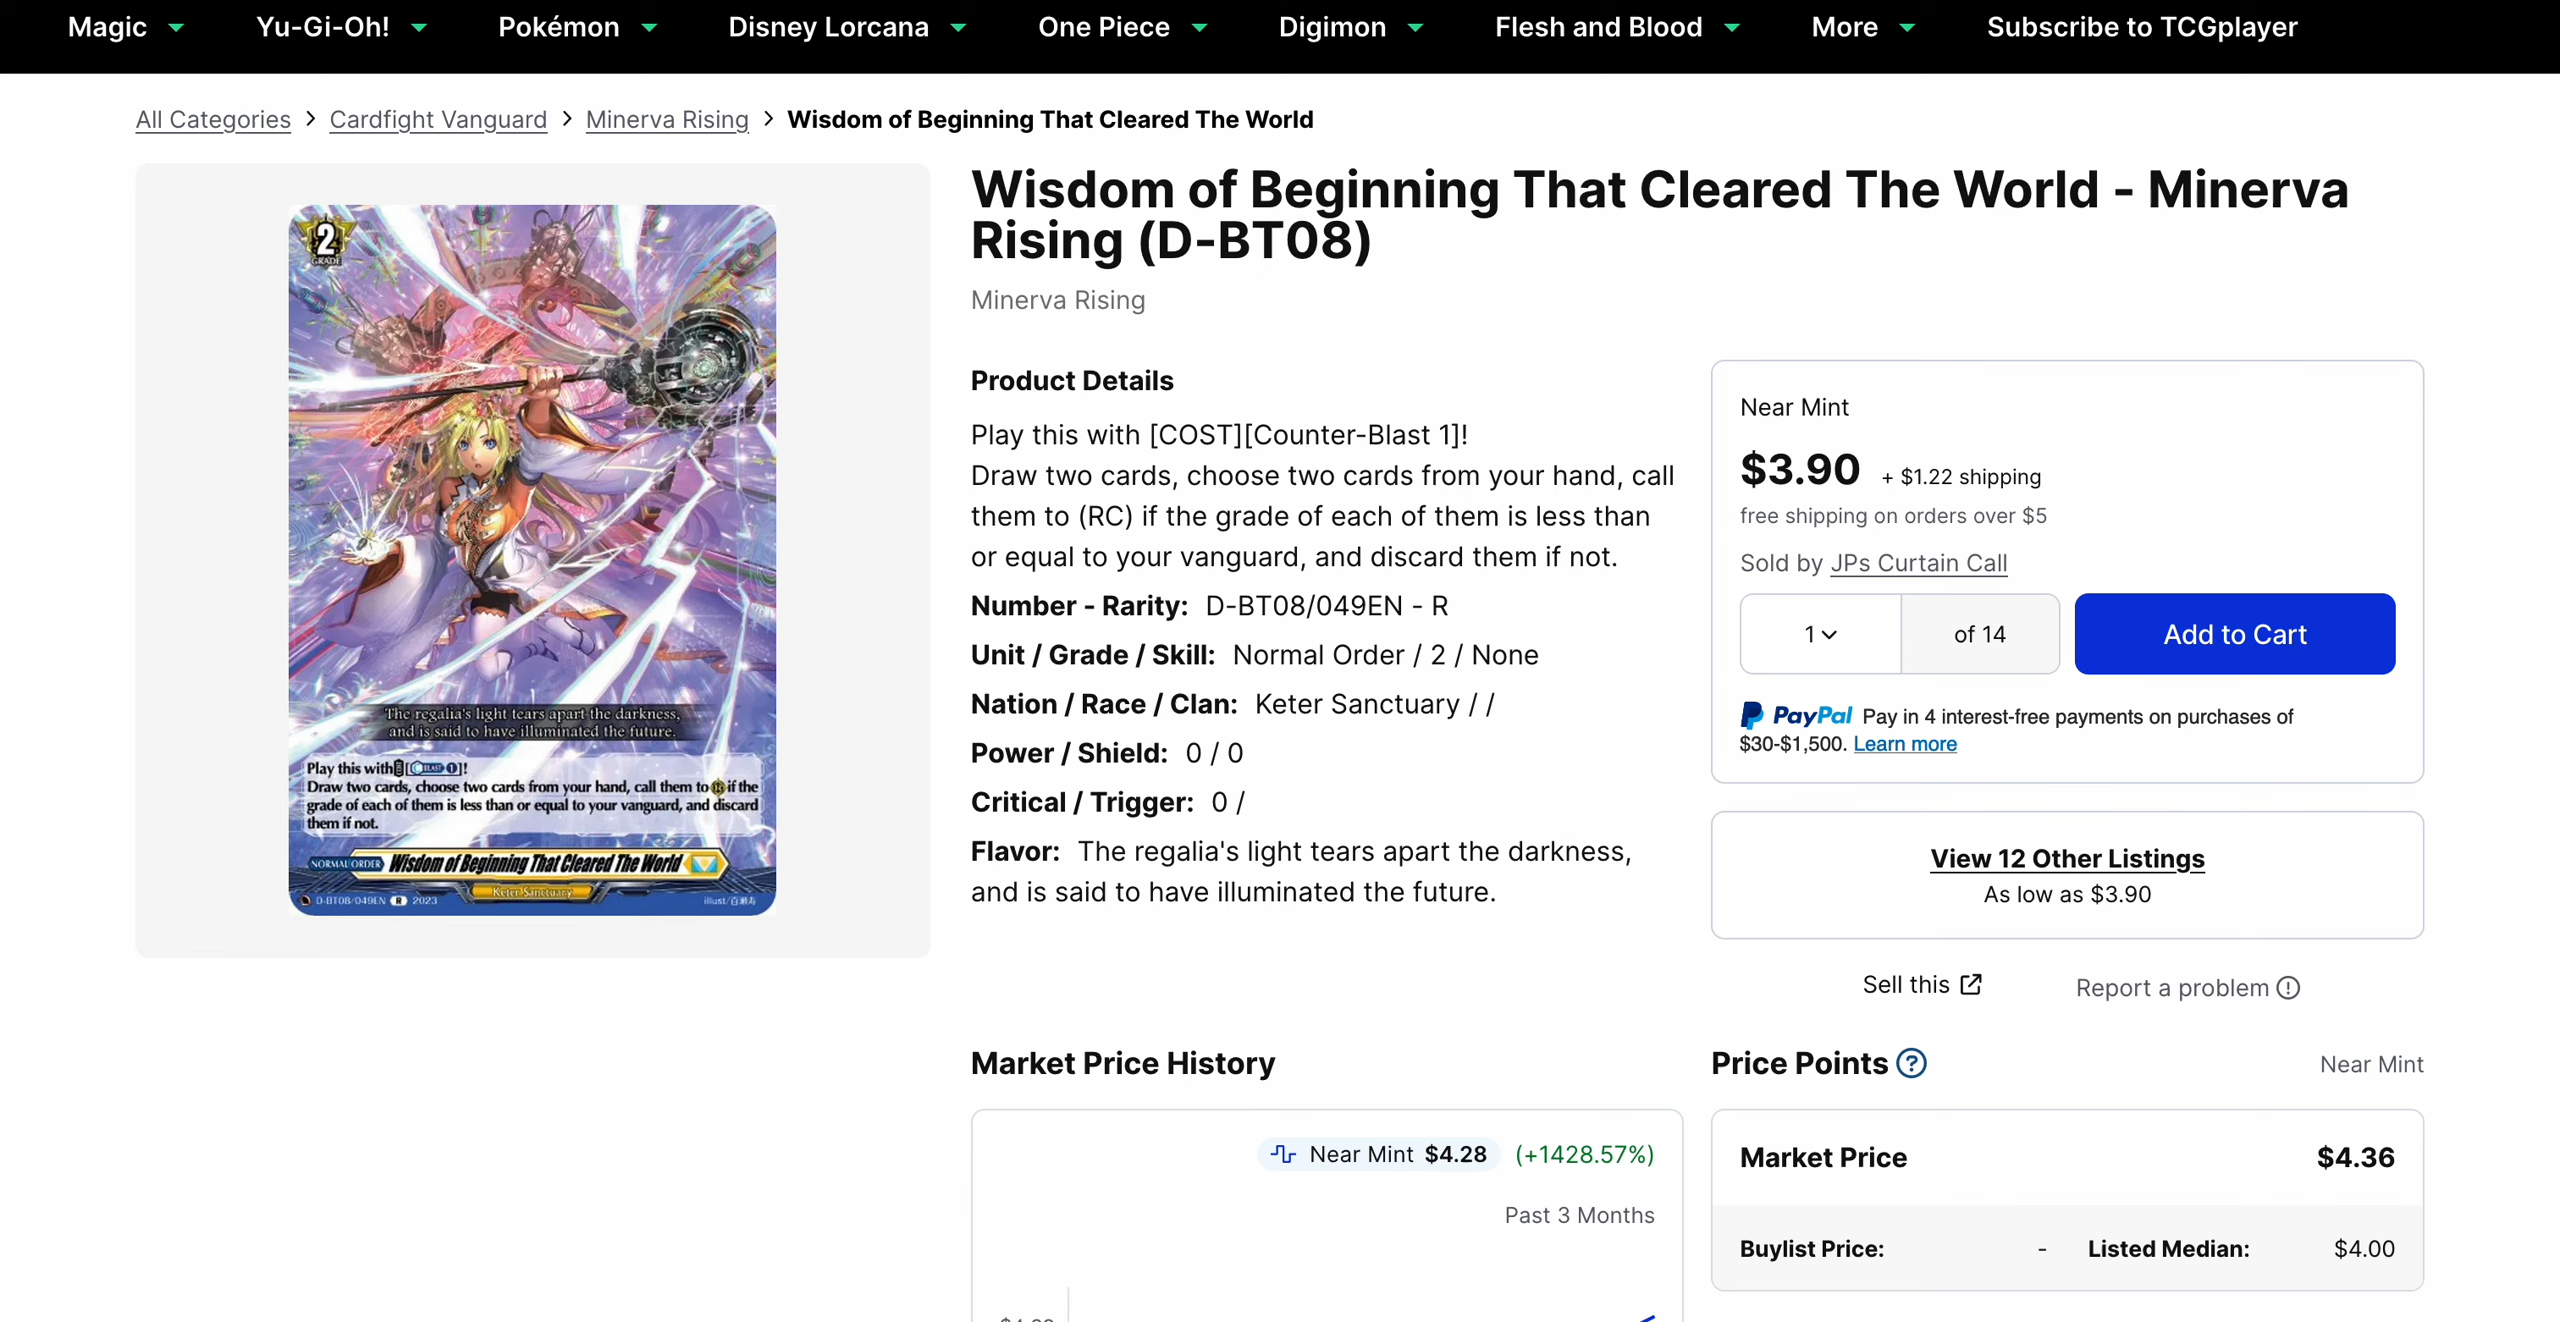 Magic Yu-Gi-Oh! Pokémon Disney Lorcana One Piece Digimon Flesh and Blood More Subscribe to TCGplayer
All Categories > Cardfight Vanguard > Minerva Rising > Wisdom of Beginning That Cleared The World
2
GRADE
The regalia's light tears apart the darkness,
and is said to have illuminated the future.
Play this with [BLAST 1]!
Draw two cards, choose two cards from your hand, call them to if the
grade of each of them is less than or equal to your vanguard, and discard
them if not.
NORMAL ORDER Wisdom of Beginning That Cleared The World
Keter Sanctuary
D-BT08/049EN R 2023 illust/百瀬寿
Wisdom of Beginning That Cleared The World - Minerva
Rising (D-BT08)
Minerva Rising
Product Details
Play this with [COST][Counter-Blast 1]!
Draw two cards, choose two cards from your hand, call
them to (RC) if the grade of each of them is less than
or equal to your vanguard, and discard them if not.
Number - Rarity: D-BT08/049EN - R
Unit / Grade / Skill: Normal Order / 2 / None
Nation / Race / Clan: Keter Sanctuary / /
Power / Shield: 0 / 0
Critical / Trigger: 0 /
Flavor: The regalia's light tears apart the darkness,
and is said to have illuminated the future.
Near Mint
$3.90 + $1.22 shipping
free shipping on orders over $5
Sold by JPs Curtain Call
1 of 14 Add to Cart
PayPal Pay in 4 interest-free payments on purchases of
$30-$1,500. Learn more
View 12 Other Listings
As low as $3.90
Sell this Report a problem
Market Price History
Near Mint $4.28 (+1428.57%)
Past 3 Months
Price Points ? Near Mint
Market Price $4.36
Buylist Price: - Listed Median: $4.00